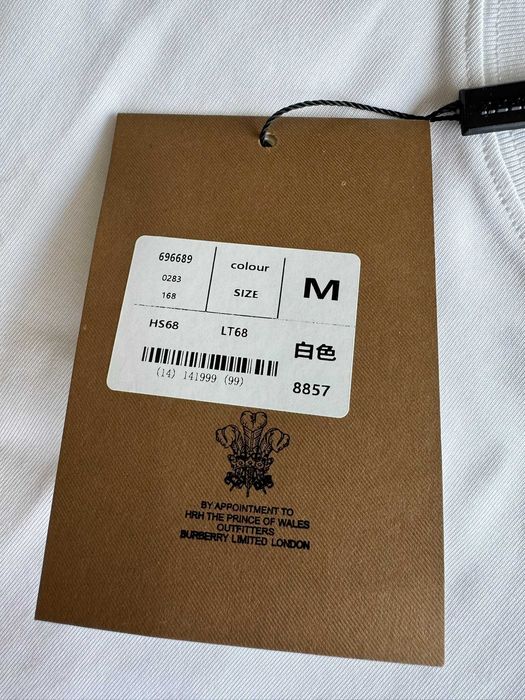 696689
colour
M
0283
SIZE
168
HS68
LT68
白色
(14) 141999 (99)
8857
BY APPOINTMENT TO
HRH THE PRINCE OF WALES
OUTFITTERS
BURBERRY LIMITED LONDON